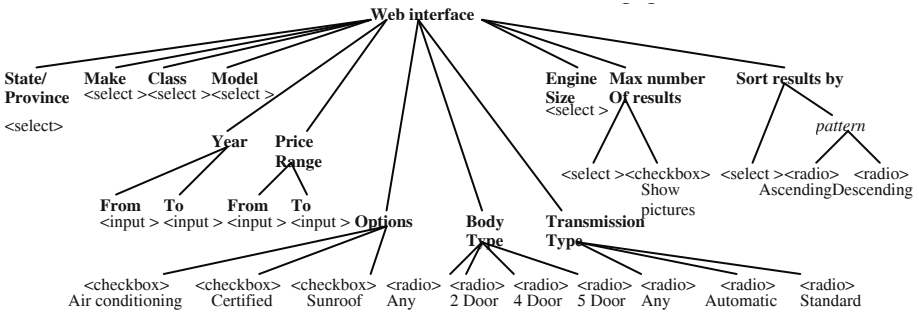 Web interface
State/ Make Class Model Engine Max number Sort results by
Province <select ><select ><select > Size Of results
<select> <select > pattern
Year Price
Range
<select ><checkbox> <select ><radio> <radio>
Show AscendingDescending
pictures
From To From To
<input > <input > <input > <input > Options Body Transmission
Type Type
<checkbox> <checkbox> <checkbox> <radio> <radio> <radio> <radio> <radio> <radio> <radio>
Air conditioning Certified Sunroof Any 2 Door 4 Door 5 Door Any Automatic Standard